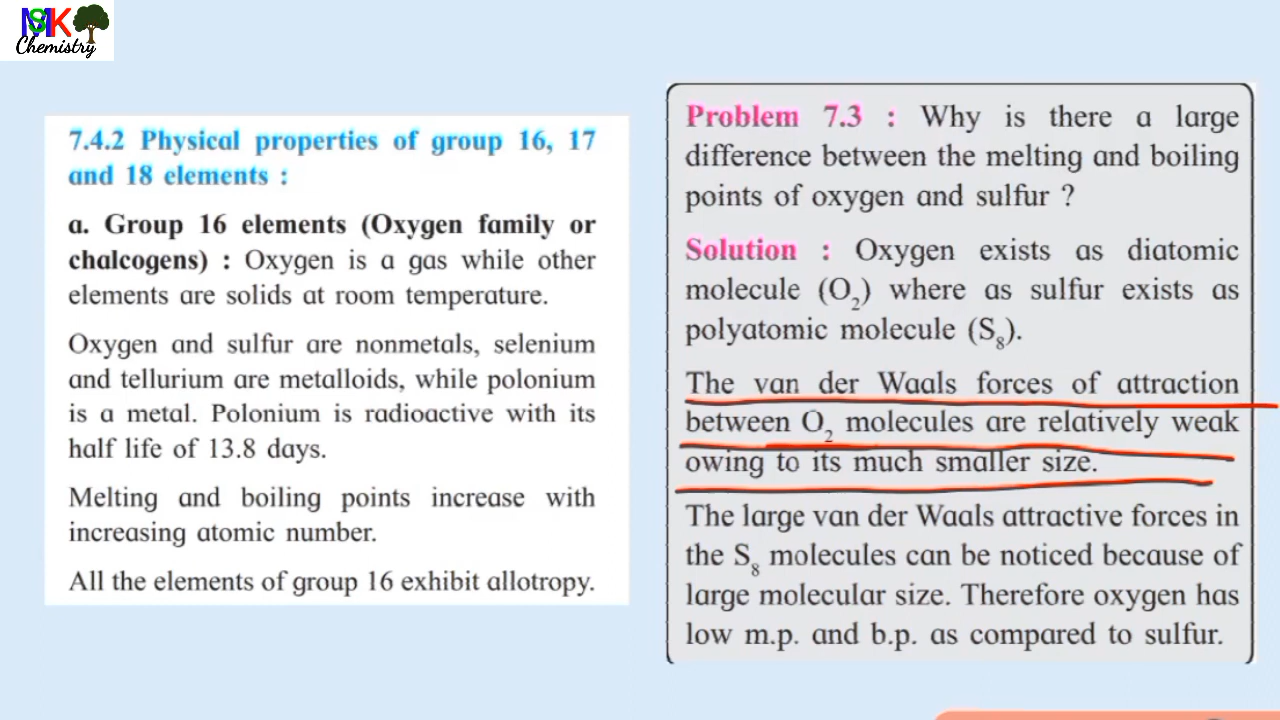 MSK
Chemistry
7.4.2 Physical properties of group 16, 17
and 18 elements :
a. Group 16 elements (Oxygen family or
chalcogens) : Oxygen is a gas while other
elements are solids at room temperature.
Oxygen and sulfur are nonmetals, selenium
and tellurium are metalloids, while polonium
is a metal. Polonium is radioactive with its
half life of 13.8 days.
Melting and boiling points increase with
increasing atomic number.
All the elements of group 16 exhibit allotropy.
Problem 7.3 : Why is there a large
difference between the melting and boiling
points of oxygen and sulfur ?
Solution : Oxygen exists as diatomic
molecule (O₂) where as sulfur exists as
polyatomic molecule (S₈).
The van der Waals forces of attraction
between O₂ molecules are relatively weak
owing to its much smaller size.
The large van der Waals attractive forces in
the S₈ molecules can be noticed because of
large molecular size. Therefore oxygen has
low m.p. and b.p. as compared to sulfur.